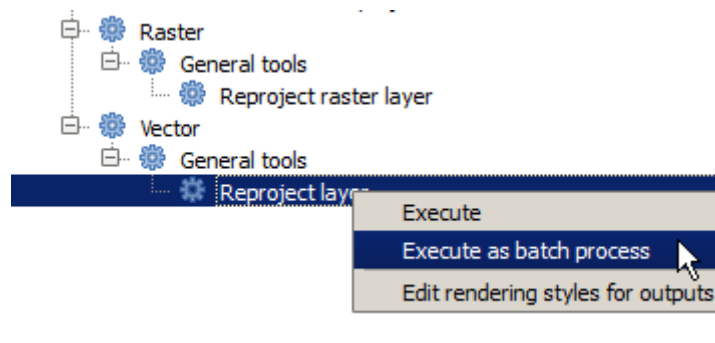 Raster
General tools
Reproject raster layer
Vector
General tools
Reproject layer
Execute
Execute as batch process
Edit rendering styles for outputs